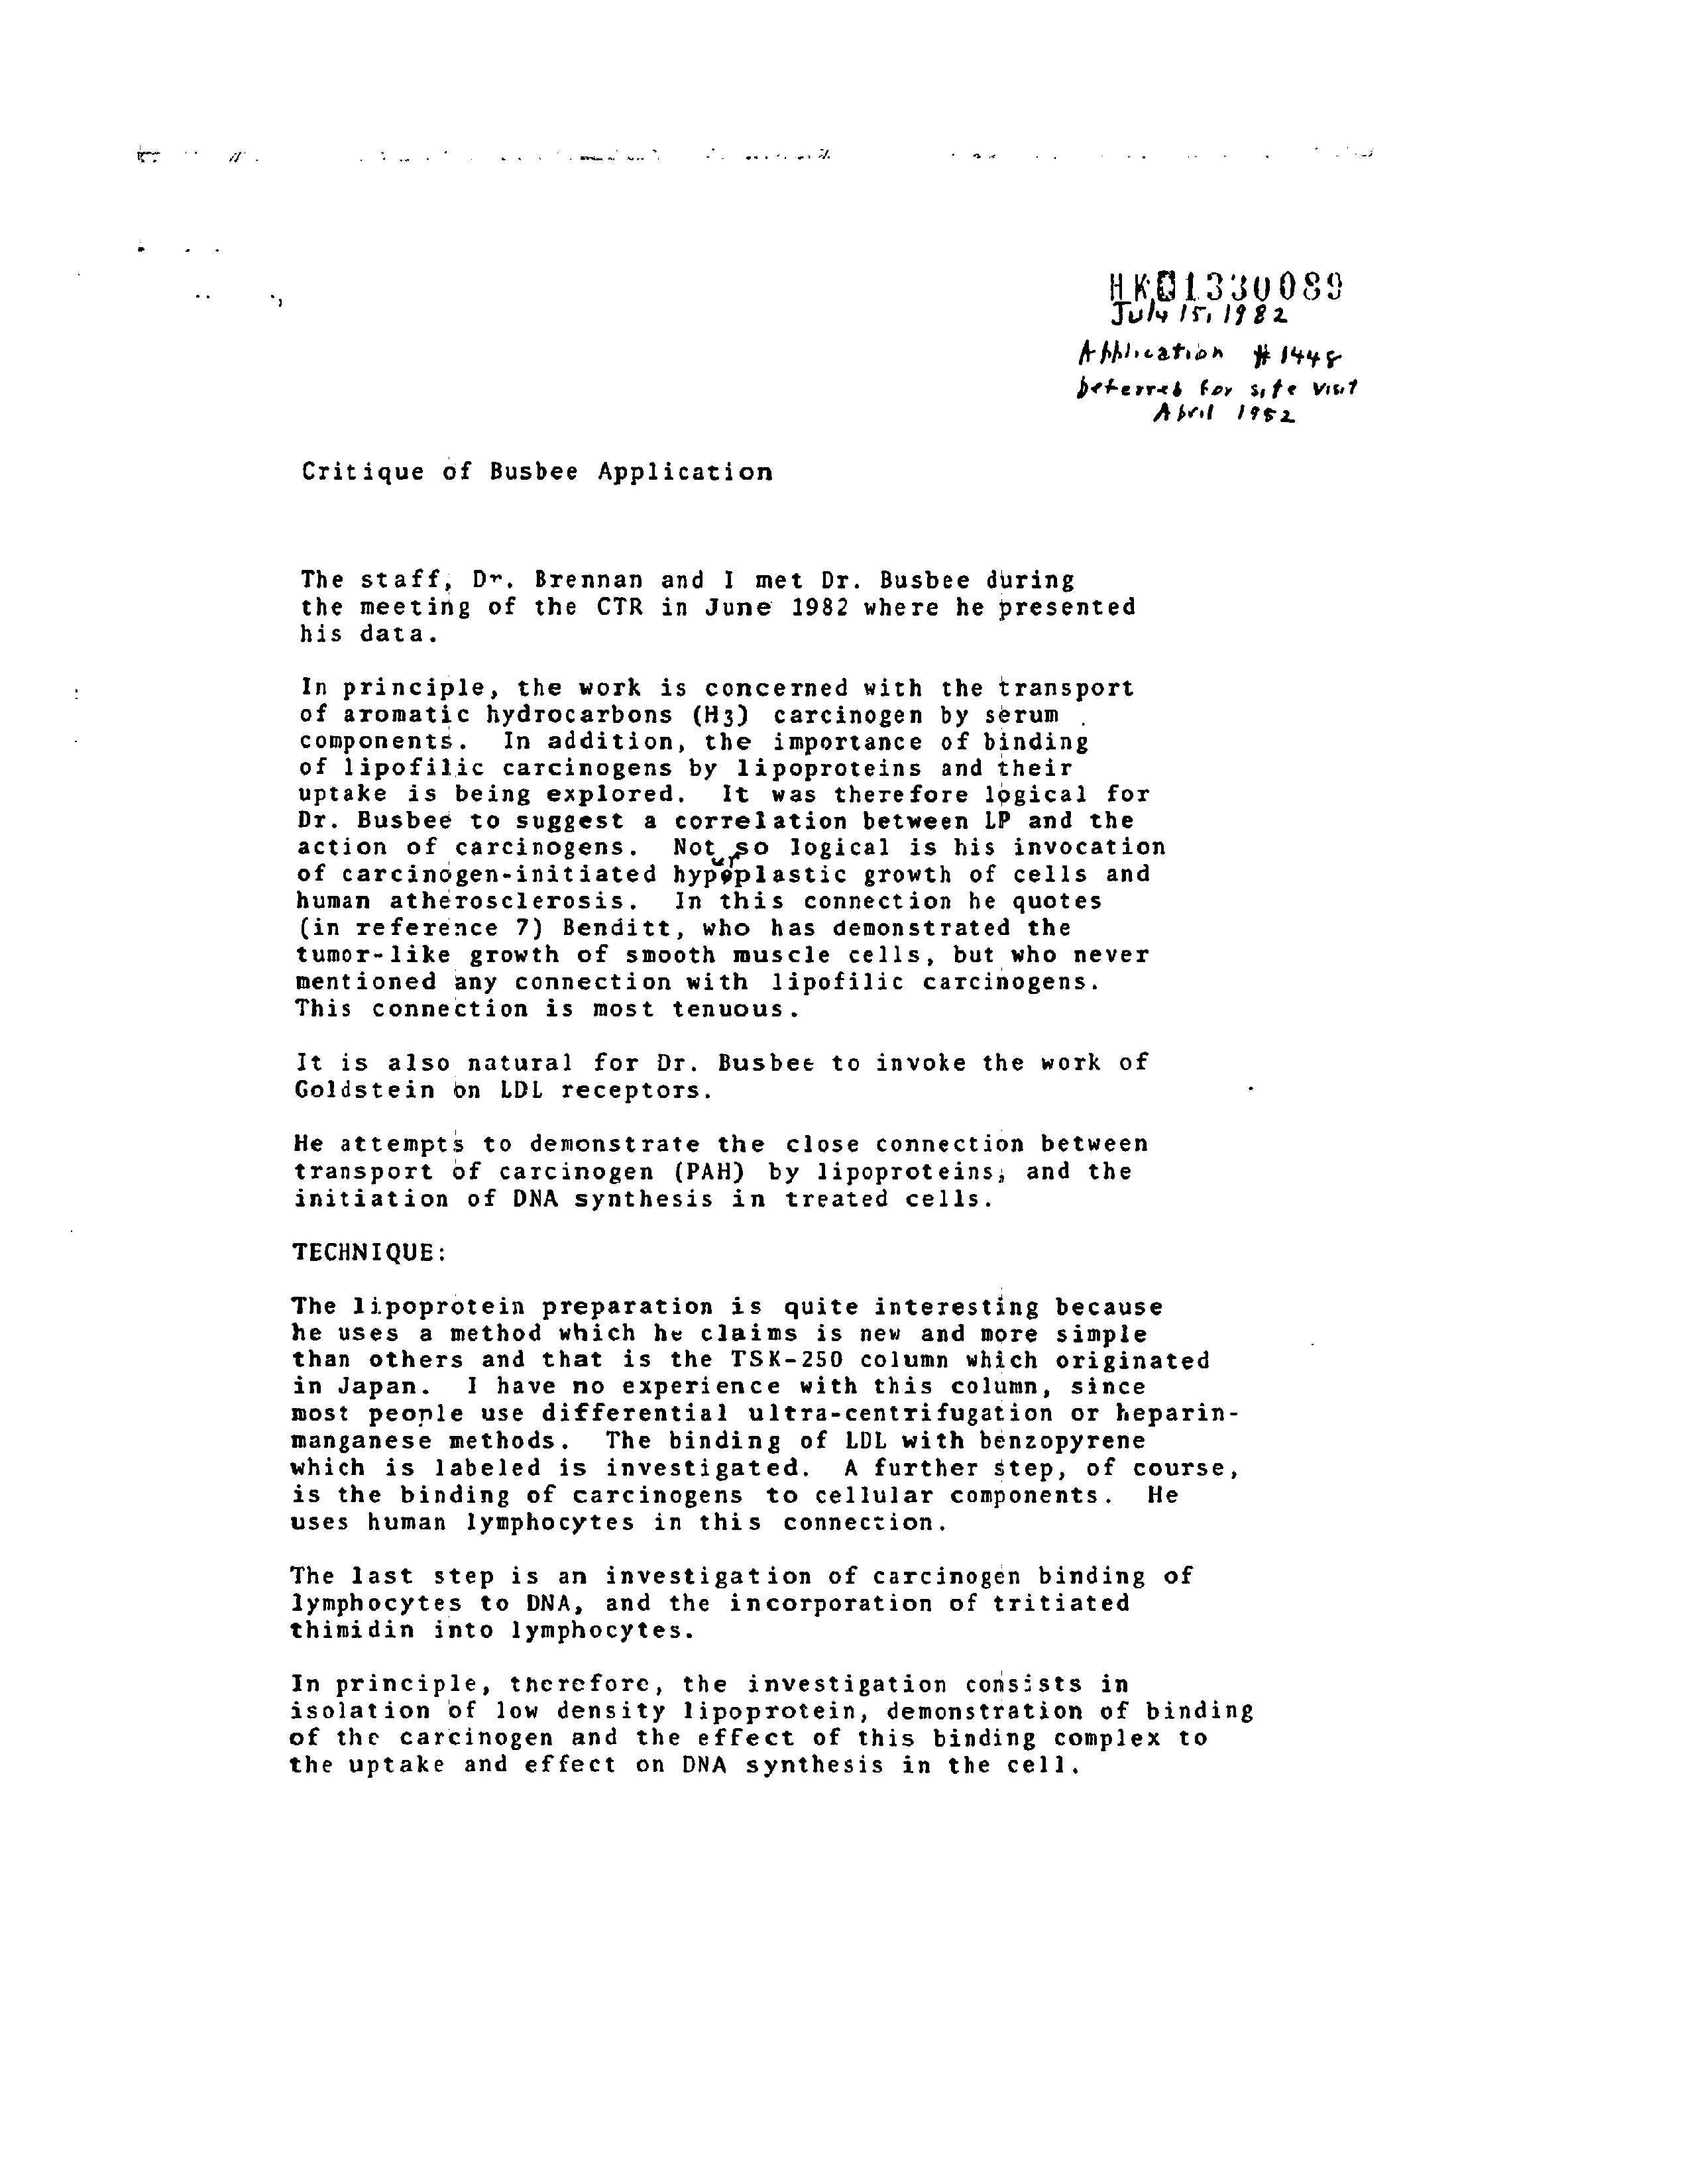 HK01330089
July 15, 1982
Application # 1448
Deferred for site visit
April 1982
Critique of Busbee Application
The staff, Dr. Brennan and I met Dr. Busbee during
the meeting of the CTR in June 1982 where he presented
his data.
In principle, the work is concerned with the transport
of aromatic hydrocarbons (H3) carcinogen by serum
components. In addition, the importance of binding
of lipofilic carcinogens by lipoproteins and their
uptake is being explored. It was therefore logical for
Dr. Busbee to suggest a correlation between LP and the
action of carcinogens. Not so logical is his invocation
of carcinogen-initiated hyperplastic growth of cells and
human atherosclerosis. In this connection he quotes
(in reference 7) Benditt, who has demonstrated the
tumor-like growth of smooth muscle cells, but who never
mentioned any connection with lipofilic carcinogens.
This connection is most tenuous.
It is also natural for Dr. Busbee to invoke the work of
Goldstein on LDL receptors.
He attempts to demonstrate the close connection between
transport of carcinogen (PAH) by lipoproteins, and the
initiation of DNA synthesis in treated cells.
TECHNIQUE:
The lipoprotein preparation is quite interesting because
he uses a method which he claims is new and more simple
than others and that is the TSK-250 column which originated
in Japan. I have no experience with this column, since
most people use differential ultra-centrifugation or heparin-
manganese methods. The binding of LDL with benzopyrene
which is labeled is investigated. A further step, of course,
is the binding of carcinogens to cellular components. He
uses human lymphocytes in this connection.
The last step is an investigation of carcinogen binding of
lymphocytes to DNA, and the incorporation of tritiated
thimidin into lymphocytes.
In principle, therefore, the investigation consists in
isolation of low density lipoprotein, demonstration of binding
of the carcinogen and the effect of this binding complex to
the uptake and effect on DNA synthesis in the cell.